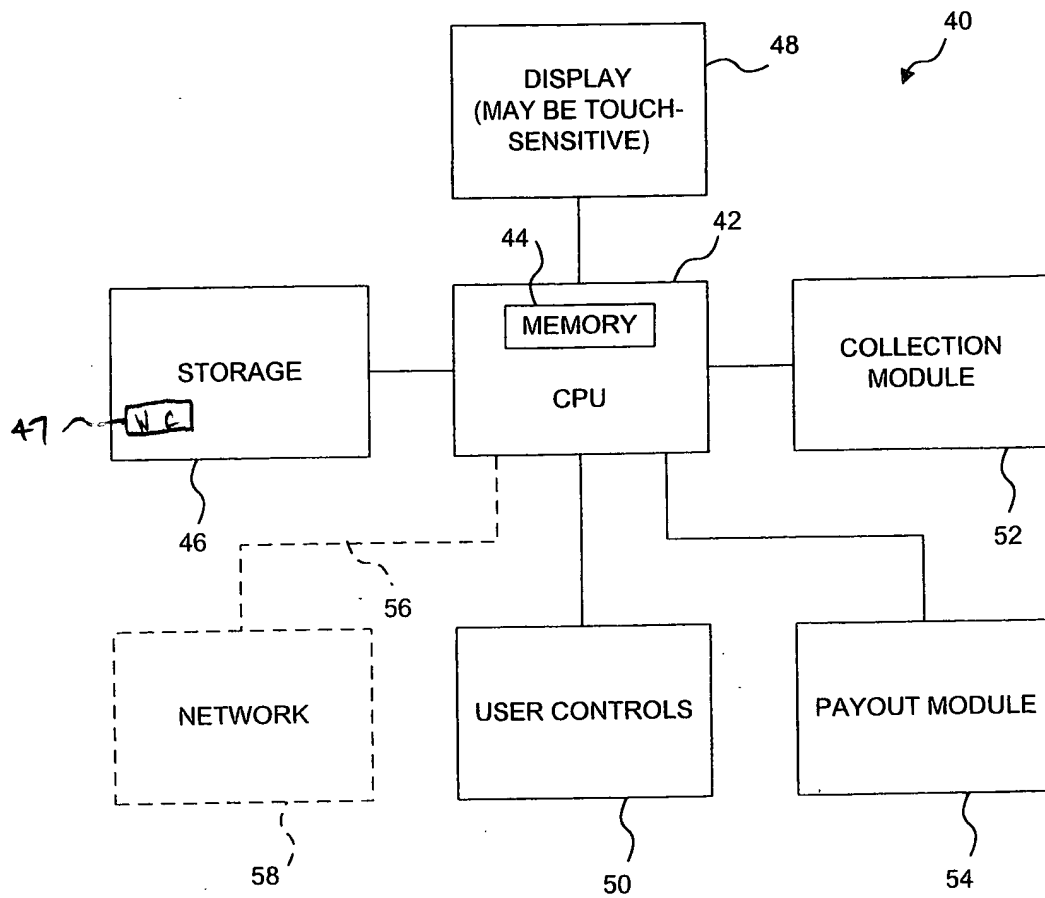 40
48
DISPLAY
(MAY BE TOUCH-
SENSITIVE)
44
42
MEMORY
CPU
STORAGE
47
W C
46
COLLECTION
MODULE
52
56
NETWORK
58
USER CONTROLS
50
PAYOUT MODULE
54